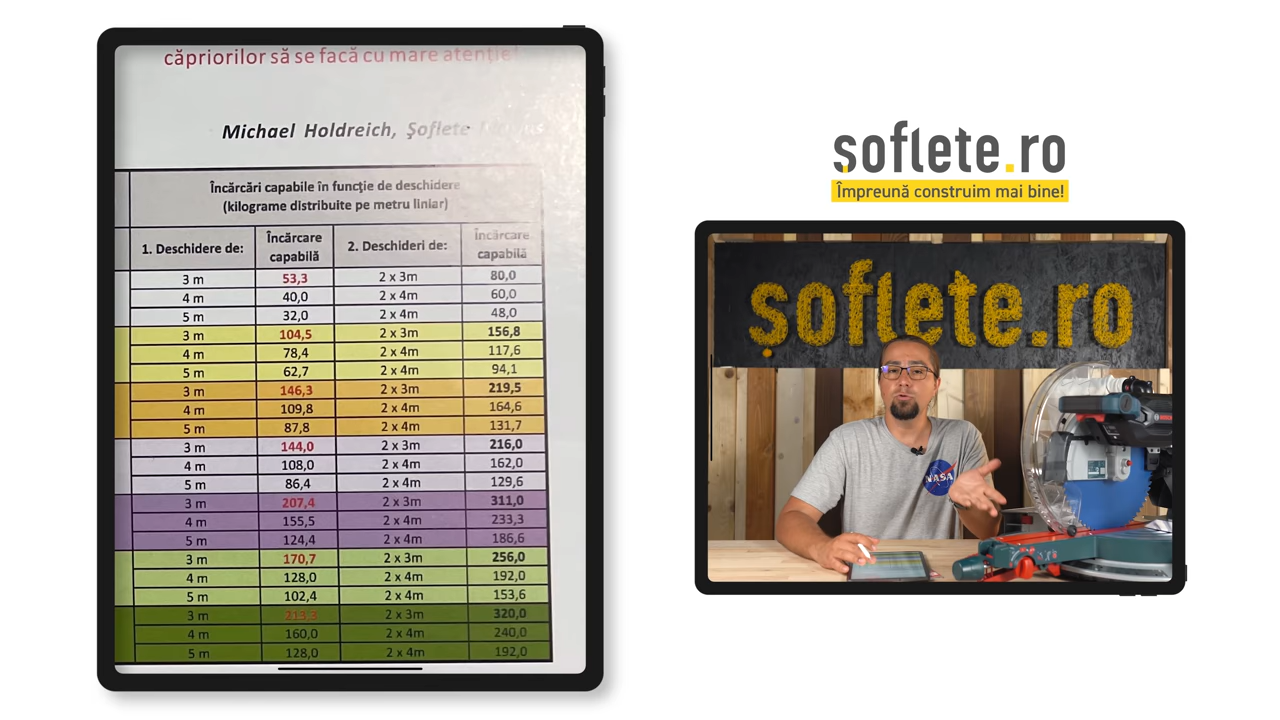 căpriorilor să se facă cu mare atenție!
Michael Holdreich, Șoflete
Încărcări capabile în funcţie de deschidere
(kilograme distribuite pe metru liniar)
1. Deschidere de: Încărcare capabilă 2. Deschideri de: Încărcare capabilă
3 m 53,3 2 x 3m 80,0
4 m 40,0 2 x 4m 60,0
5 m 32,0 2 x 4m 48,0
3 m 104,5 2 x 3m 156,8
4 m 78,4 2 x 4m 117,6
5 m 62,7 2 x 4m 94,1
3 m 146,3 2 x 3m 219,5
4 m 109,8 2 x 4m 164,6
5 m 87,8 2 x 4m 131,7
3 m 144,0 2 x 3m 216,0
4 m 108,0 2 x 4m 162,0
5 m 86,4 2 x 4m 129,6
3 m 207,4 2 x 3m 311,0
4 m 155,5 2 x 4m 233,3
5 m 124,4 2 x 4m 186,6
3 m 170,7 2 x 3m 256,0
4 m 128,0 2 x 4m 192,0
5 m 102,4 2 x 4m 153,6
3 m 213,3 2 x 3m 320,0
4 m 160,0 2 x 4m 240,0
5 m 128,0 2 x 4m 192,0
șoflete.ro
Împreună construim mai bine!
șoflete.ro
NASA